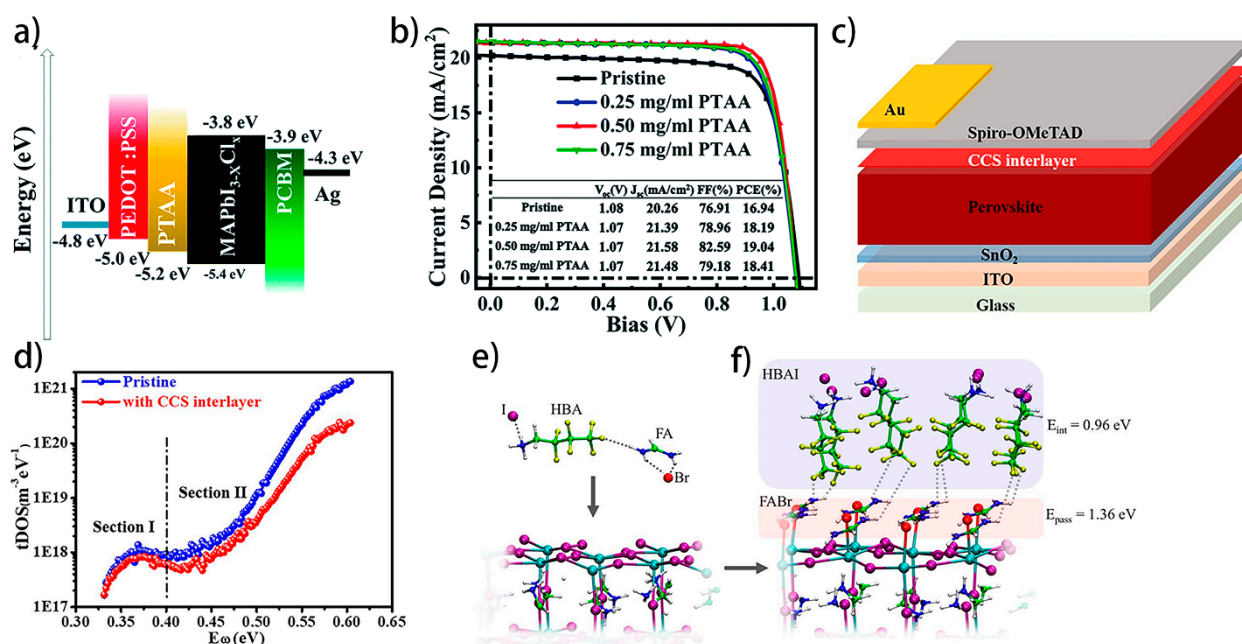 a)
Energy (eV)
ITO
-4.8 eV
PEDOT :PSS
-5.0 eV
PTAA
-5.2 eV
-3.8 eV
MAPbI3-XClx
-5.4 eV
-3.9 eV
PCBM
-4.3 eV
Ag
b)
Current Density (mA/cm²)
20
15
10
5
0
Pristine
0.25 mg/ml PTAA
0.50 mg/ml PTAA
0.75 mg/ml PTAA
Voc(V) Jsc(mA/cm²) FF(%) PCE(%)
Pristine 1.08 20.26 76.91 16.94
0.25 mg/ml PTAA 1.07 21.39 78.96 18.19
0.50 mg/ml PTAA 1.07 21.58 82.59 19.04
0.75 mg/ml PTAA 1.07 21.48 79.18 18.41
0.0 0.2 0.4 0.6 0.8 1.0
Bias (V)
c)
Au
Spiro-OMeTAD
CCS interlayer
Perovskite
SnO2
ITO
Glass
d)
tDOS(m⁻³ eV⁻¹)
1E21
1E20
1E19
1E18
1E17
Pristine
with CCS interlayer
Section I
Section II
0.30 0.35 0.40 0.45 0.50 0.55 0.60 0.65
Eω(eV)
e)
I
HBA
FA
Br
f)
HBAI
Eint = 0.96 eV
FABr
Epass = 1.36 eV